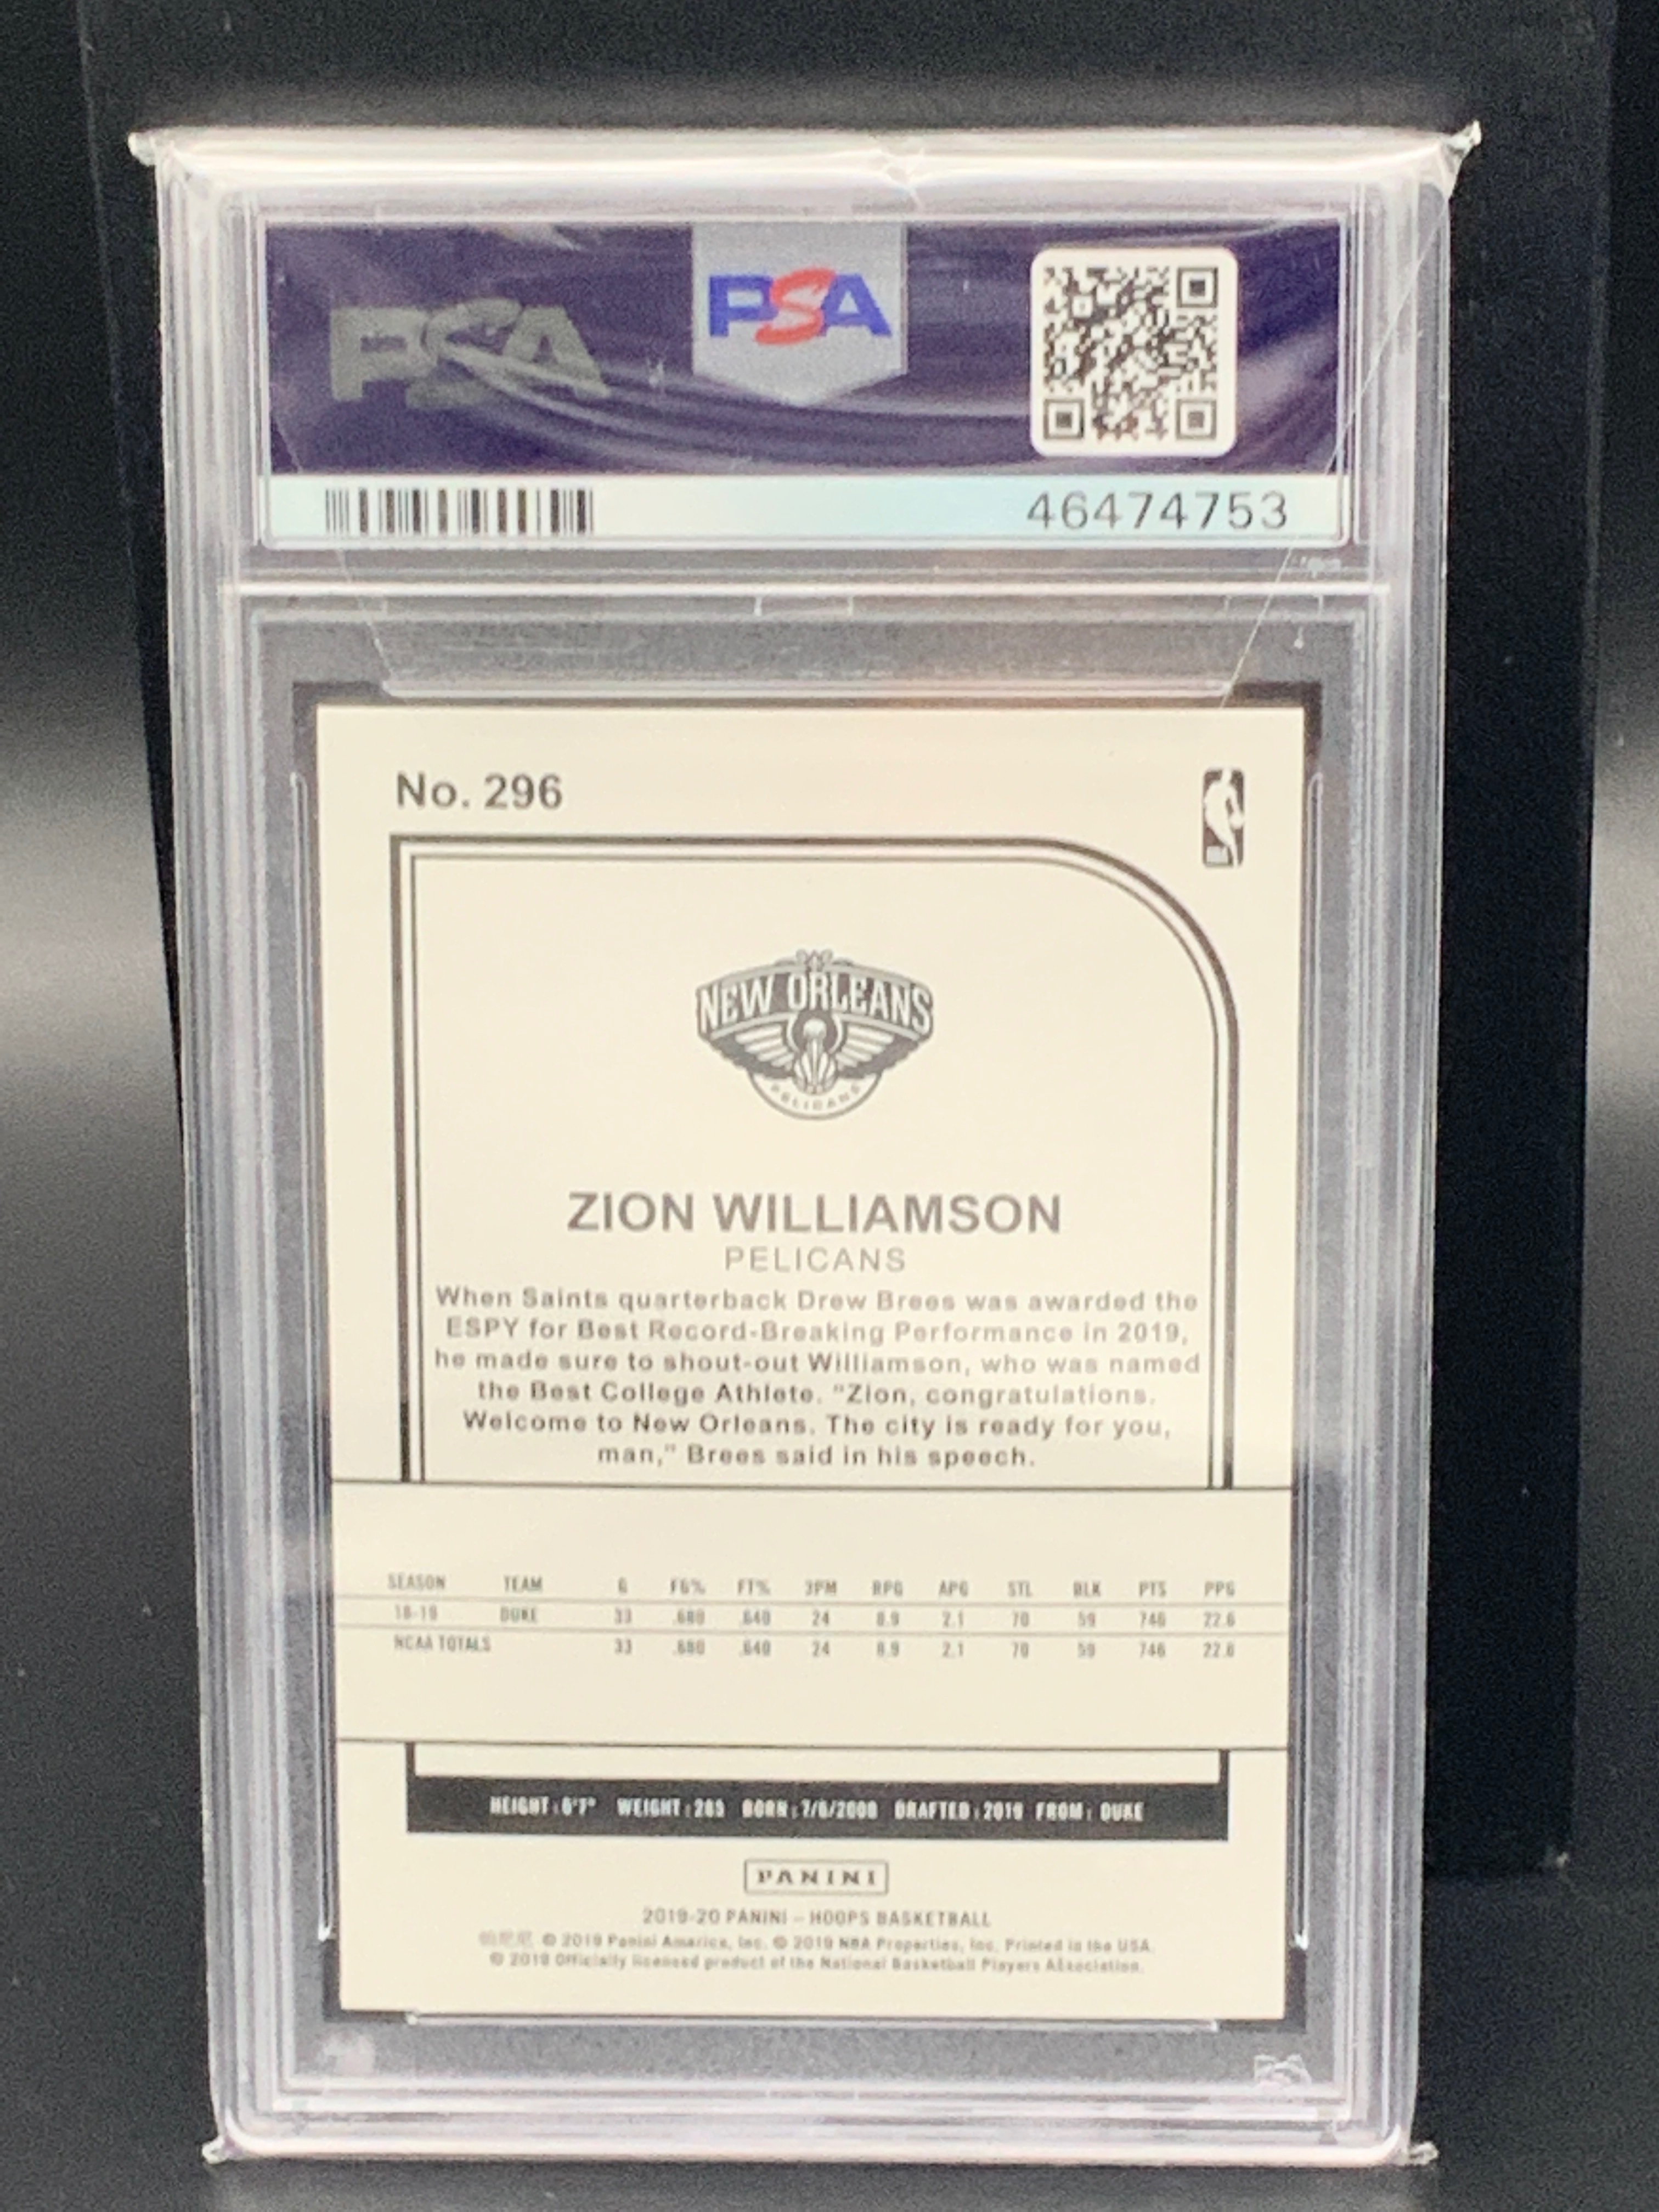 PSA
PSA
46474753
No. 296
NEW ORLEANS
PELICANS
ZION WILLIAMSON
PELICANS
When Saints quarterback Drew Brees was awarded the
ESPY for Best Record-Breaking Performance in 2019,
he made sure to shout-out Williamson, who was named
the Best College Athlete. "Zion, congratulations.
Welcome to New Orleans. The city is ready for you,
man," Brees said in his speech.
SEASON TEAM G FG% FT% 3PM RPG APG STL BLK PTS PPG
18-19 DUKE 33 .680 .640 24 8.9 2.1 70 59 746 22.6
NCAA TOTALS 33 .680 .640 24 8.9 2.1 70 59 746 22.6
HEIGHT: 6'7" WEIGHT: 285 BORN: 7/6/2000 DRAFTED: 2019 FROM: DUKE
PANINI
2019-20 PANINI – HOOPS BASKETBALL
帕尼尼 © 2019 Panini America, Inc. © 2019 NBA Properties, Inc. Printed in the USA.
© 2019 Officially licensed product of the National Basketball Players Association.